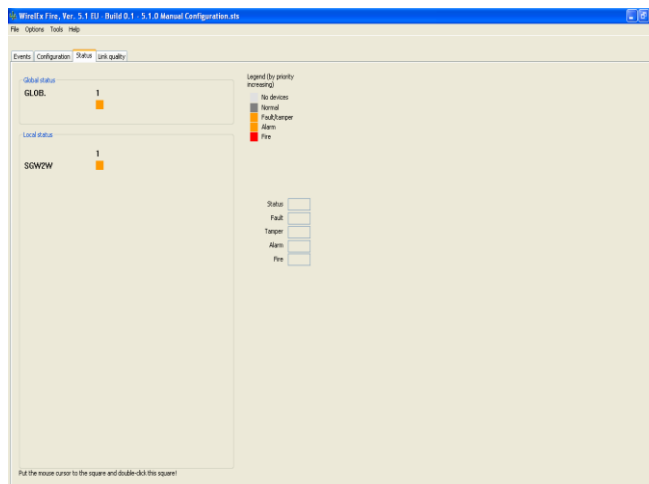 WirelEx Fire, Ver. 5.1 EU - Build 0.1 - 5.1.0 Manual Configuration.sts
File Options Tools Help
Events Configuration Status Link quality
Global status
GLOB. 1
Local status
1
SGW2W
Legend (by priority
increasing)
No devices
Normal
Fault/tamper
Alarm
Fire
Status
Fault
Tamper
Alarm
Fire
Put the mouse cursor to the square and double-click this square!